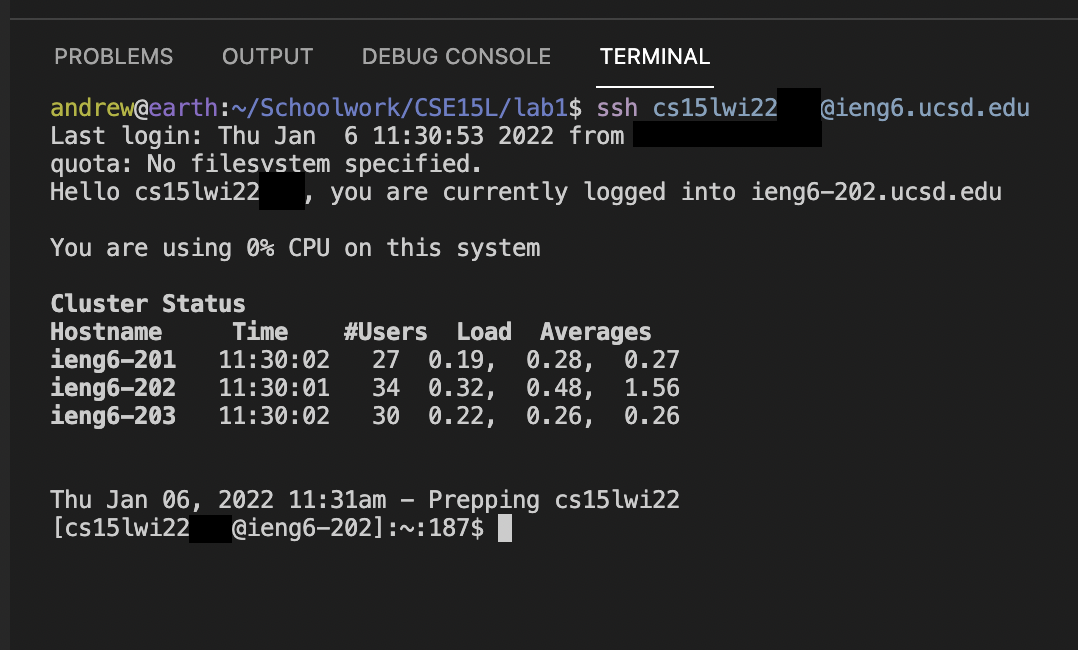 PROBLEMS OUTPUT DEBUG CONSOLE TERMINAL
andrew@earth:~/Schoolwork/CSE15L/lab1$ ssh cs15lwi22 @ieng6.ucsd.edu
Last login: Thu Jan  6 11:30:53 2022 from
quota: No filesystem specified.
Hello cs15lwi22 , you are currently logged into ieng6-202.ucsd.edu
You are using 0% CPU on this system
Cluster Status
Hostname     Time    #Users  Load  Averages
ieng6-201   11:30:02   27  0.19,  0.28,  0.27
ieng6-202   11:30:01   34  0.32,  0.48,  1.56
ieng6-203   11:30:02   30  0.22,  0.26,  0.26
Thu Jan 06, 2022 11:31am - Prepping cs15lwi22
[cs15lwi22 @ieng6-202]:~:187$